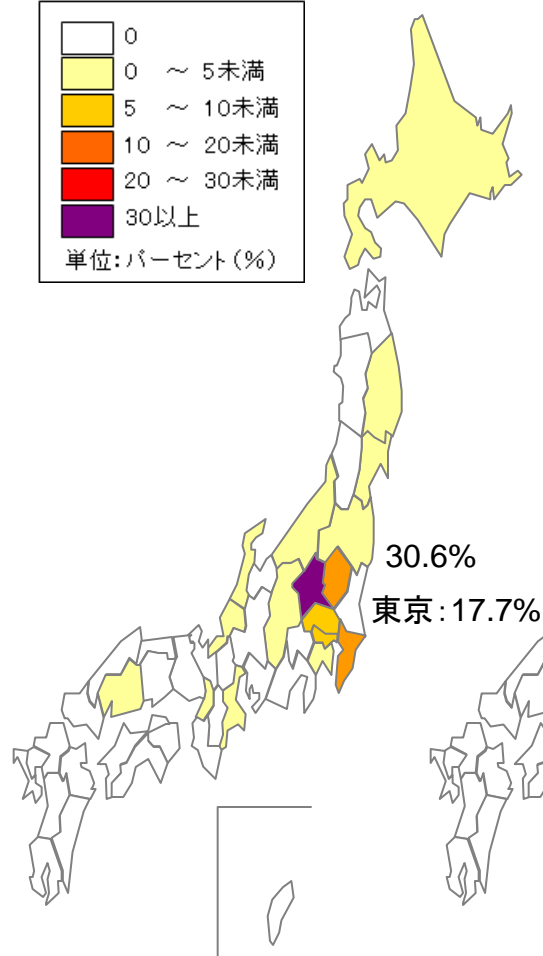 0
0 ～ 5未満
5 ～ 10未満
10 ～ 20未満
20 ～ 30未満
30以上
単位:パーセント(%)
30.6%
東京:17.7%